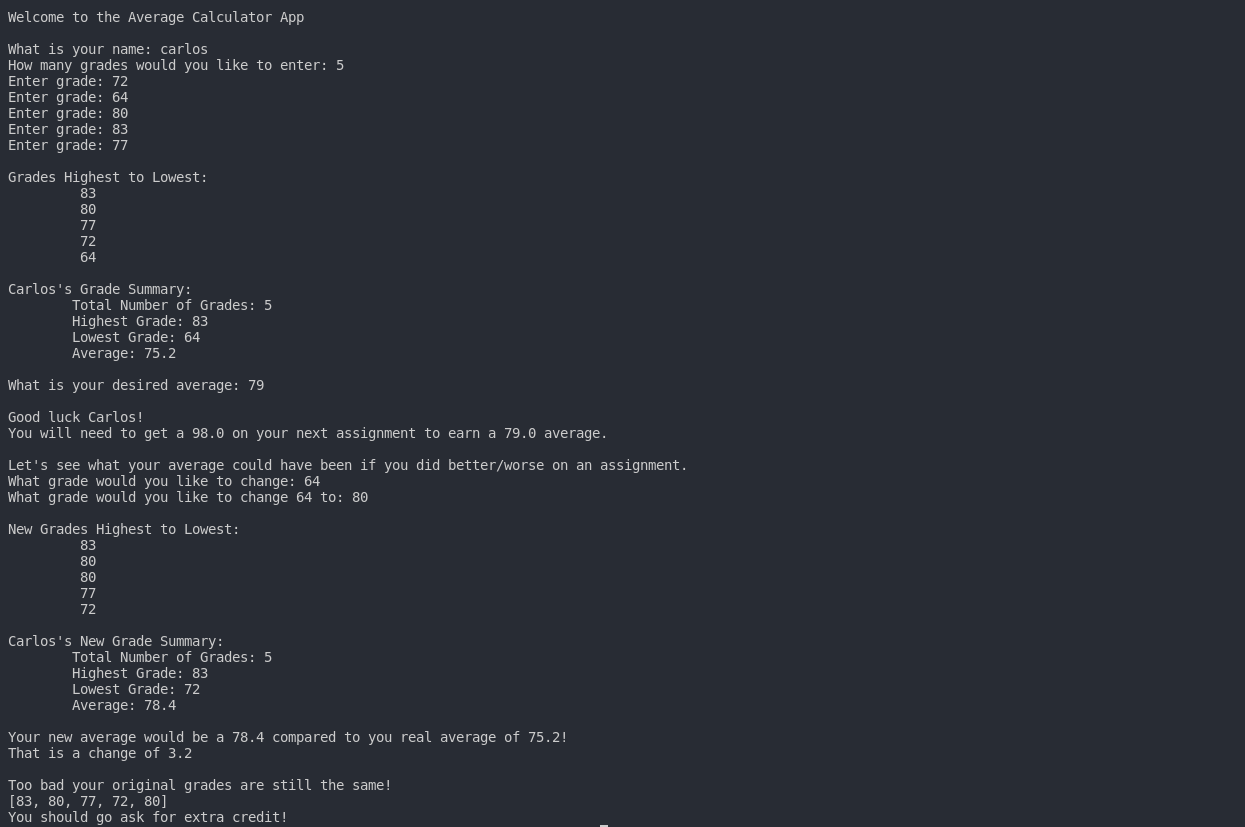 Welcome to the Average Calculator App
What is your name: carlos
How many grades would you like to enter: 5
Enter grade: 72
Enter grade: 64
Enter grade: 80
Enter grade: 83
Enter grade: 77
Grades Highest to Lowest:
83
80
77
72
64
Carlos's Grade Summary:
Total Number of Grades: 5
Highest Grade: 83
Lowest Grade: 64
Average: 75.2
What is your desired average: 79
Good luck Carlos!
You will need to get a 98.0 on your next assignment to earn a 79.0 average.
Let's see what your average could have been if you did better/worse on an assignment.
What grade would you like to change: 64
What grade would you like to change 64 to: 80
New Grades Highest to Lowest:
83
80
80
77
72
Carlos's New Grade Summary:
Total Number of Grades: 5
Highest Grade: 83
Lowest Grade: 72
Average: 78.4
Your new average would be a 78.4 compared to you real average of 75.2!
That is a change of 3.2
Too bad your original grades are still the same!
[83, 80, 77, 72, 80]
You should go ask for extra credit!